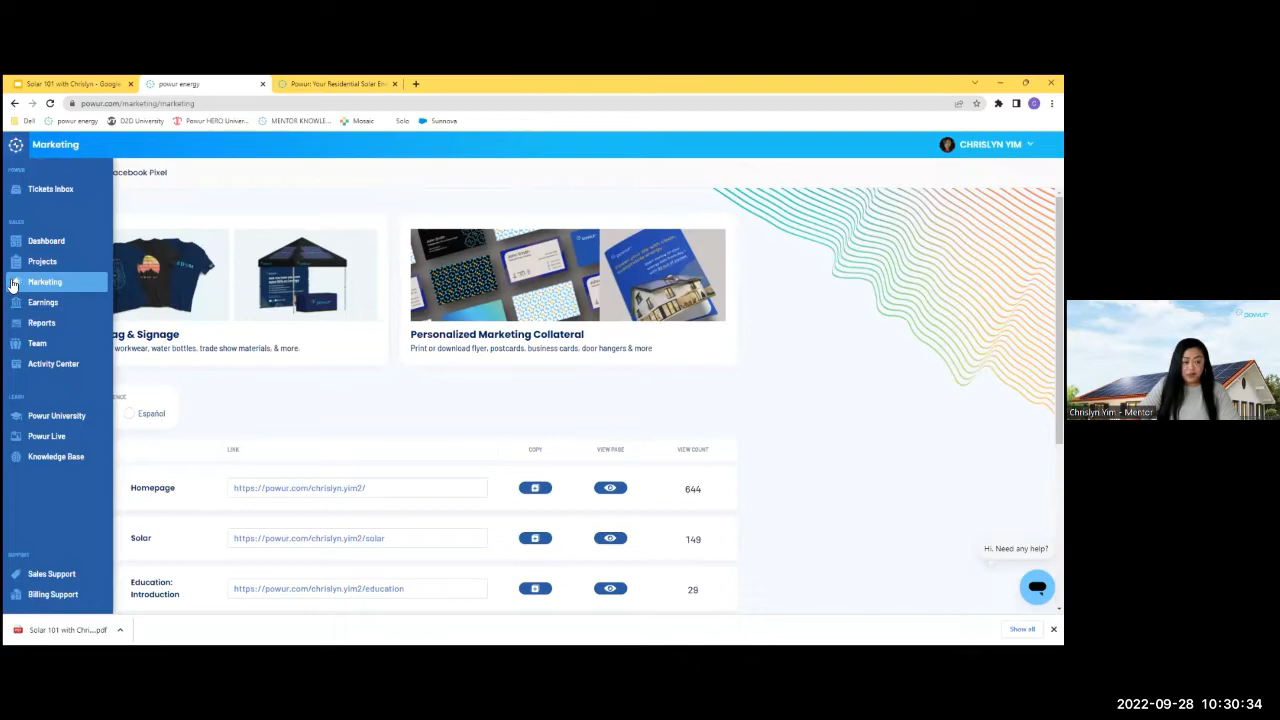 Solar 101 with Chrislyn - Google
powur energy
Powur: Your Residential Solar En
powur.com/marketing/marketing
Dell
powur energy
D2D University
Powur HERO Univer...
MENTOR KNOWLE...
Mosaic
Solo
Sunnova
Marketing
CHRISLYN YIM
POWUR
Tickets Inbox
acebook Pixel
SALES
Dashboard
Projects
Marketing
Earnings
Reports
Team
Activity Center
LEARN
Powur University
Powur Live
Knowledge Base
SUPPORT
Sales Support
Billing Support
ag & Signage
workwear, water bottles, trade show materials, & more.
Personalized Marketing Collateral
Print or download flyer, postcards, business cards, door hangers & more
Español
LINK
COPY
VIEW PAGE
VIEW COUNT
Homepage
https://powur.com/chrislyn.yim2/
644
Solar
https://powur.com/chrislyn.yim2/solar
149
Education:
Introduction
https://powur.com/chrislyn.yim2/education
29
Hi. Need any help?
Solar 101 with Chri....pdf
Show all
powur
Chrislyn Yim - Mentor
2022-09-28 10:30:34